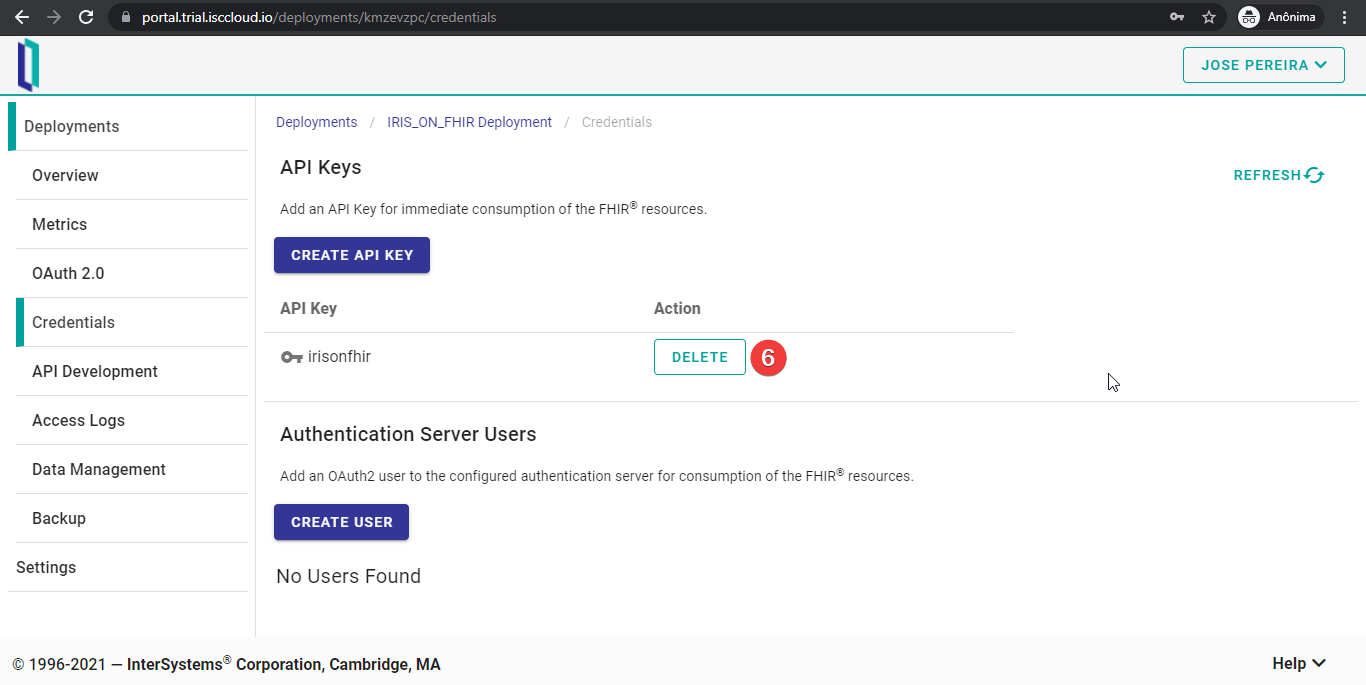 portal.trial.isccloud.io/deployments/kmzevzpc/credentials
Anônima
JOSE PEREIRA
Deployments
Overview
Metrics
OAuth 2.0
Credentials
API Development
Access Logs
Data Management
Backup
Settings
Deployments / IRIS_ON_FHIR Deployment / Credentials
API Keys
REFRESH
Add an API Key for immediate consumption of the FHIR® resources.
CREATE API KEY
API Key Action
irisonfhir DELETE 6
Authentication Server Users
Add an OAuth2 user to the configured authentication server for consumption of the FHIR® resources.
CREATE USER
No Users Found
© 1996-2021 — InterSystems® Corporation, Cambridge, MA
Help